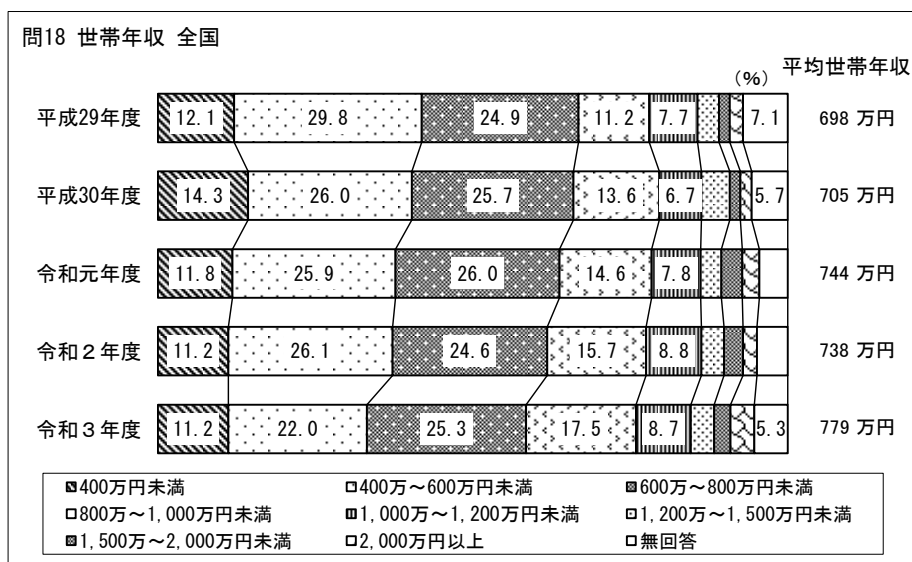 問18 世帯年収 全国
(%) 平均世帯年収
平成29年度 12.1 29.8 24.9 11.2 7.7 7.1 698 万円
平成30年度 14.3 26.0 25.7 13.6 6.7 5.7 705 万円
令和元年度 11.8 25.9 26.0 14.6 7.8 744 万円
令和２年度 11.2 26.1 24.6 15.7 8.8 738 万円
令和３年度 11.2 22.0 25.3 17.5 8.7 5.3 779 万円
400万円未満 400万～600万円未満 600万～800万円未満
800万～1,000万円未満 1,000万～1,200万円未満 1,200万～1,500万円未満
1,500万～2,000万円未満 2,000万円以上 無回答